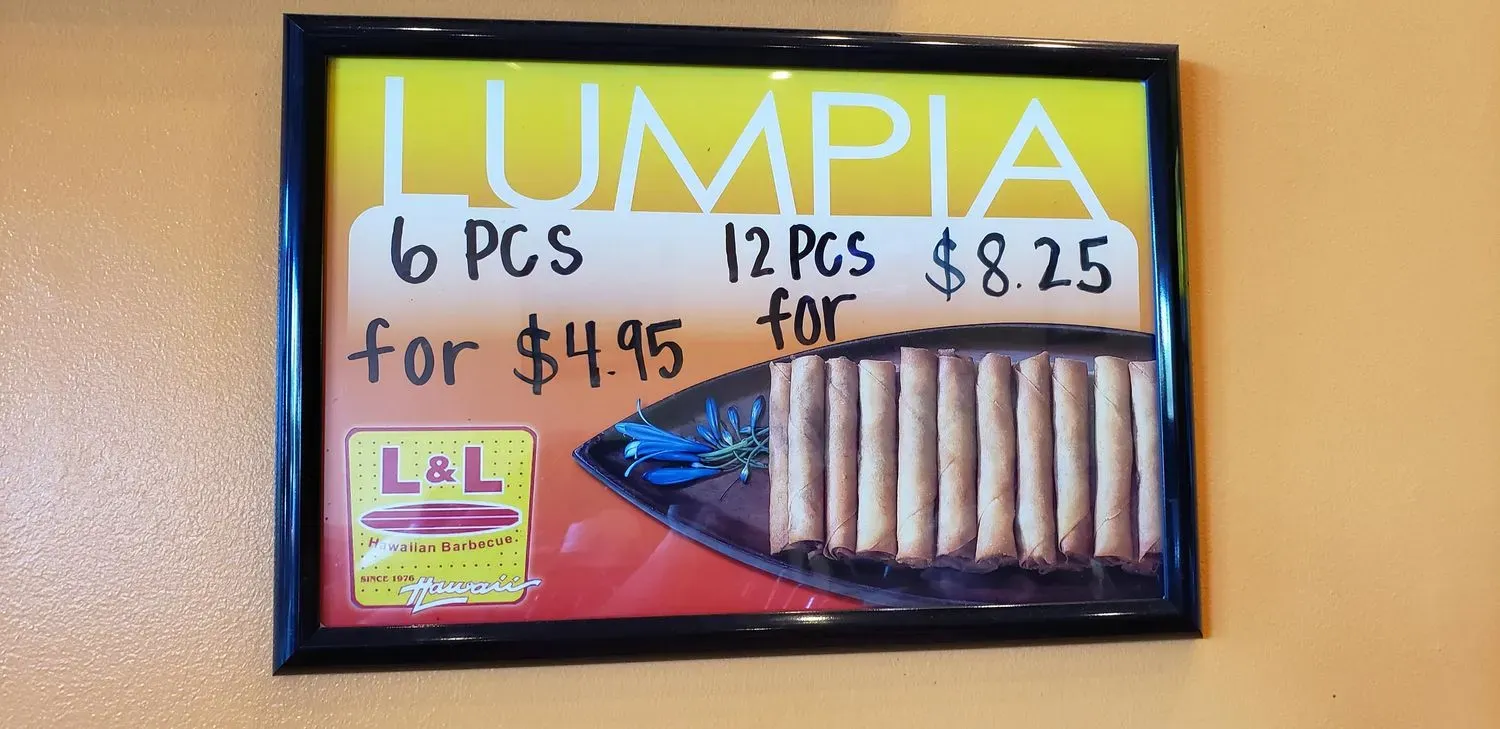 LUMPIA
6 PCS
for $4.95
12 PCS $8.25
for
L & L
Hawaiian Barbecue
SINCE 1976
Hawaii